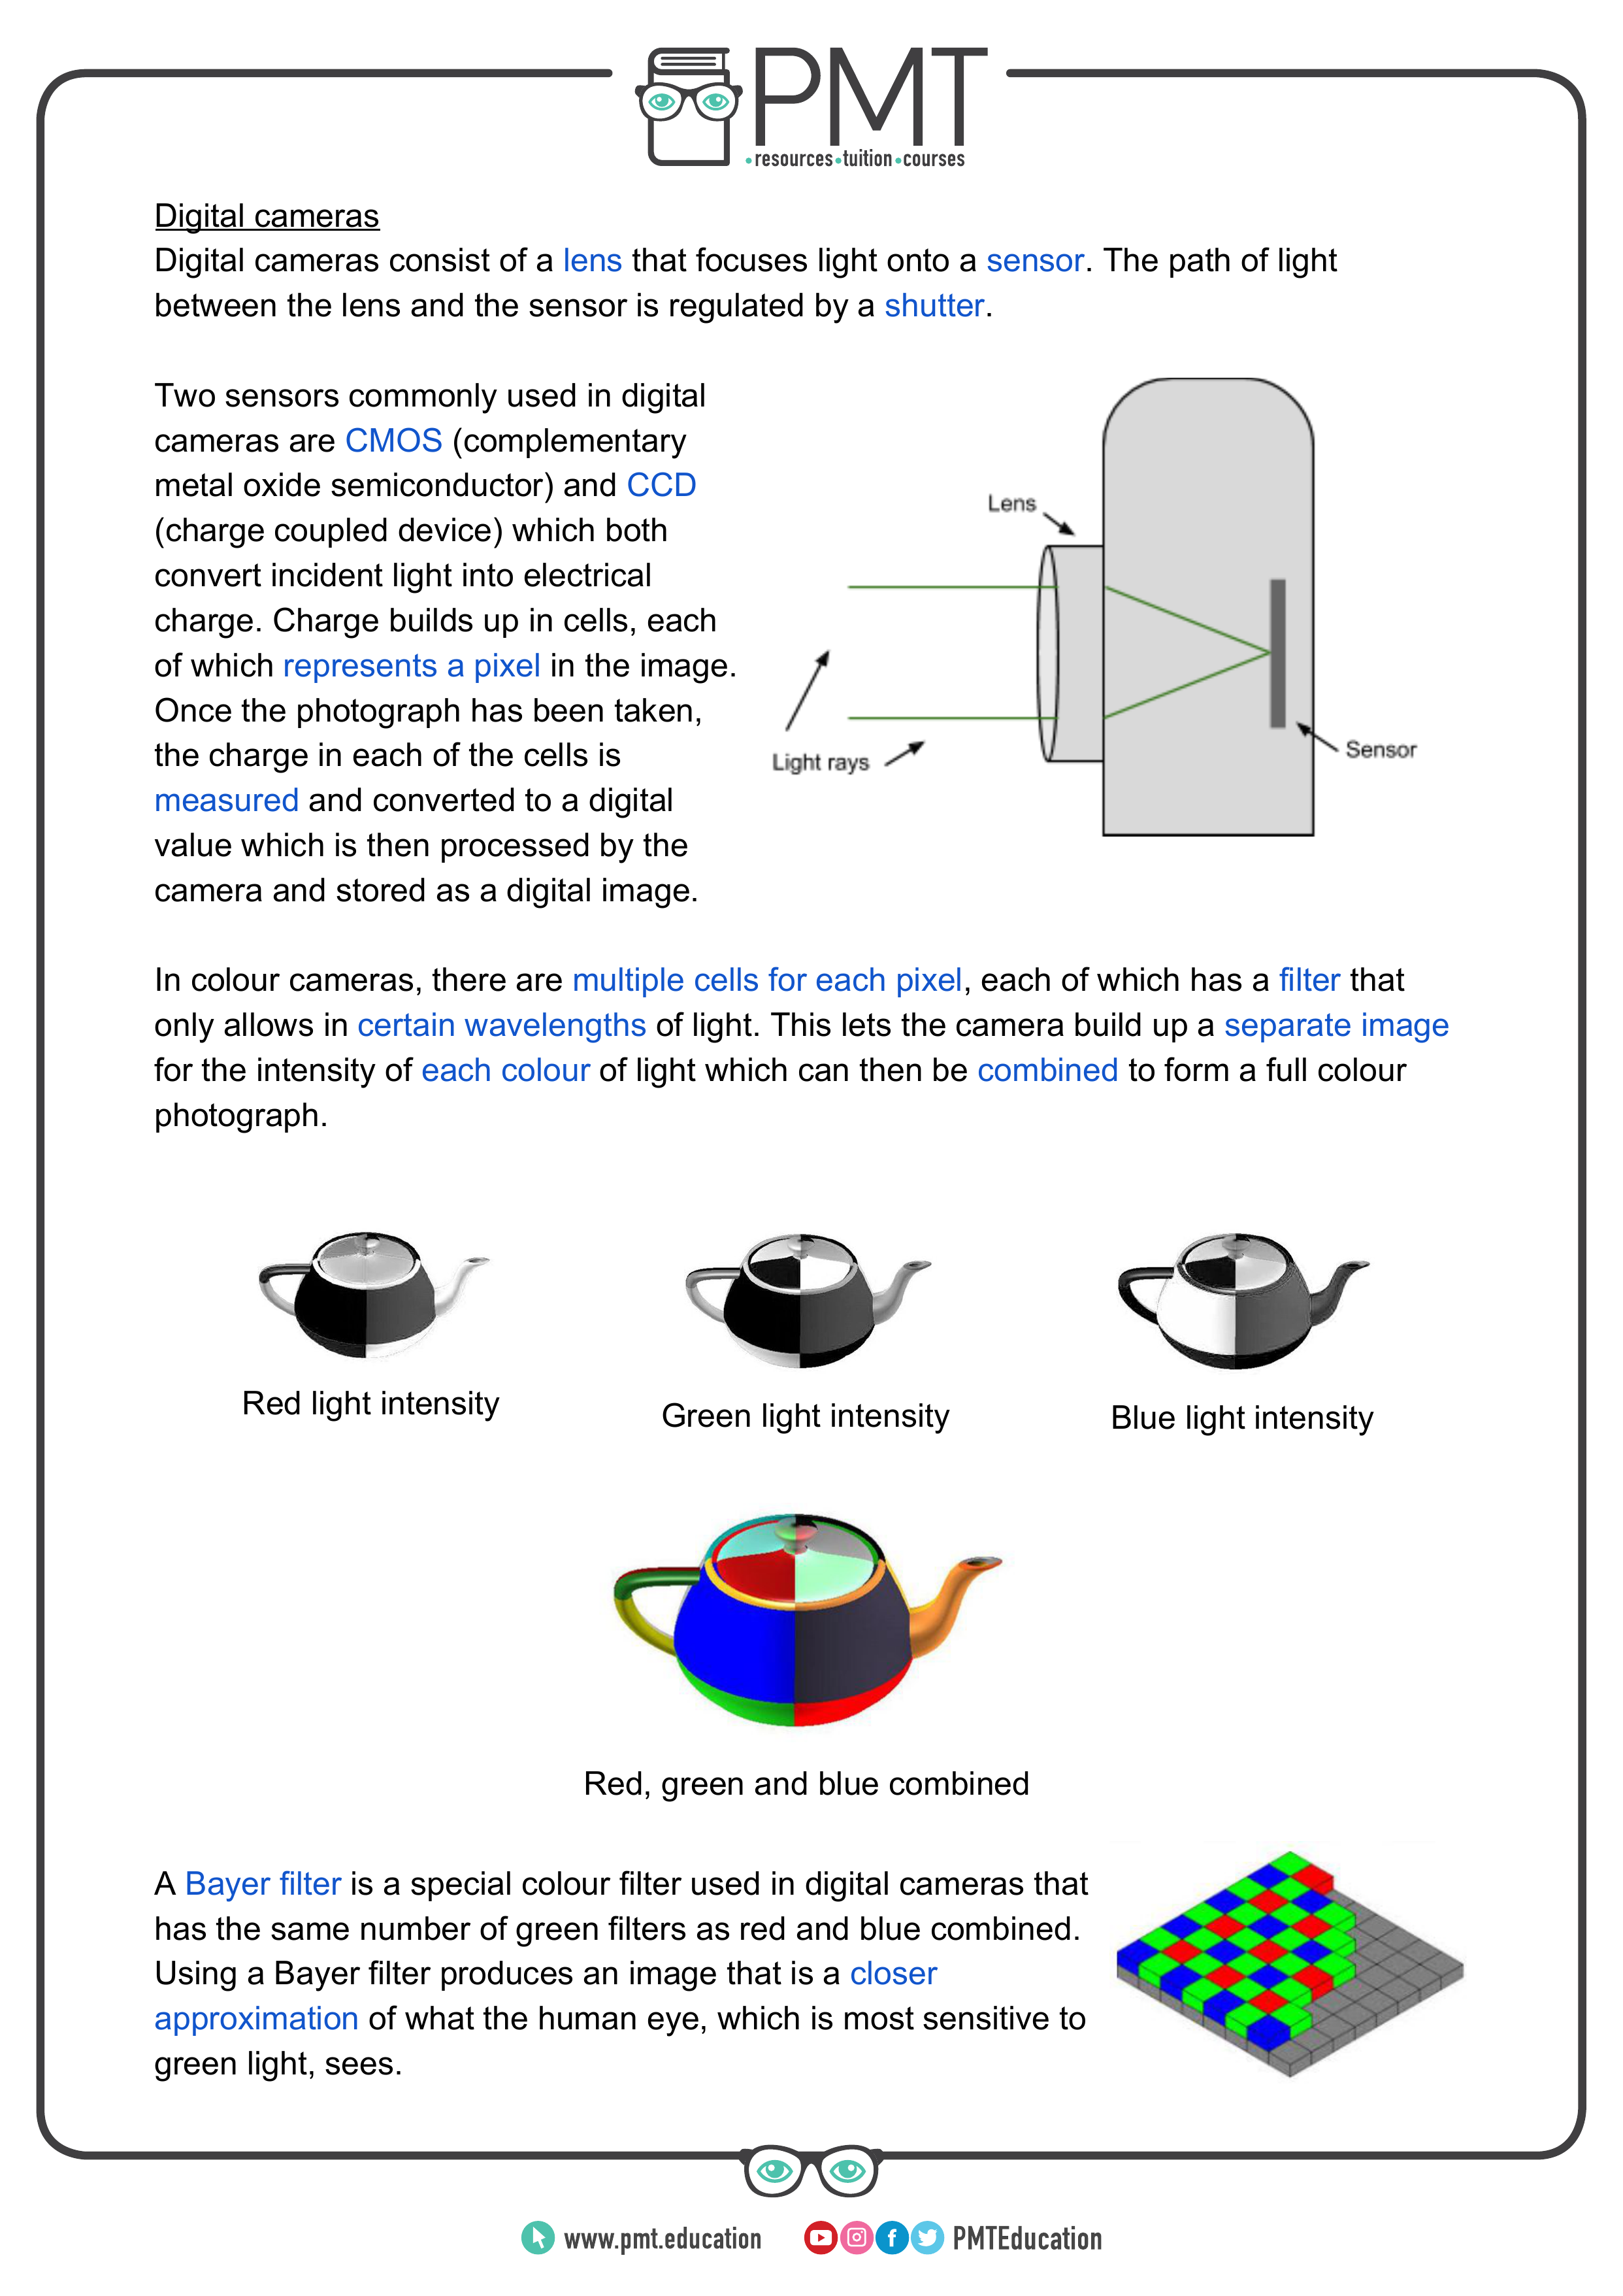 PMT
•resources•tuition•courses
Digital cameras
Digital cameras consist of a lens that focuses light onto a sensor. The path of light
between the lens and the sensor is regulated by a shutter.
Two sensors commonly used in digital
cameras are CMOS (complementary
metal oxide semiconductor) and CCD
(charge coupled device) which both
convert incident light into electrical
charge. Charge builds up in cells, each
of which represents a pixel in the image.
Once the photograph has been taken,
the charge in each of the cells is
measured and converted to a digital
value which is then processed by the
camera and stored as a digital image.
Lens
Light rays
Sensor
In colour cameras, there are multiple cells for each pixel, each of which has a filter that
only allows in certain wavelengths of light. This lets the camera build up a separate image
for the intensity of each colour of light which can then be combined to form a full colour
photograph.
Red light intensity
Green light intensity
Blue light intensity
Red, green and blue combined
A Bayer filter is a special colour filter used in digital cameras that
has the same number of green filters as red and blue combined.
Using a Bayer filter produces an image that is a closer
approximation of what the human eye, which is most sensitive to
green light, sees.
www.pmt.education
PMTEducation